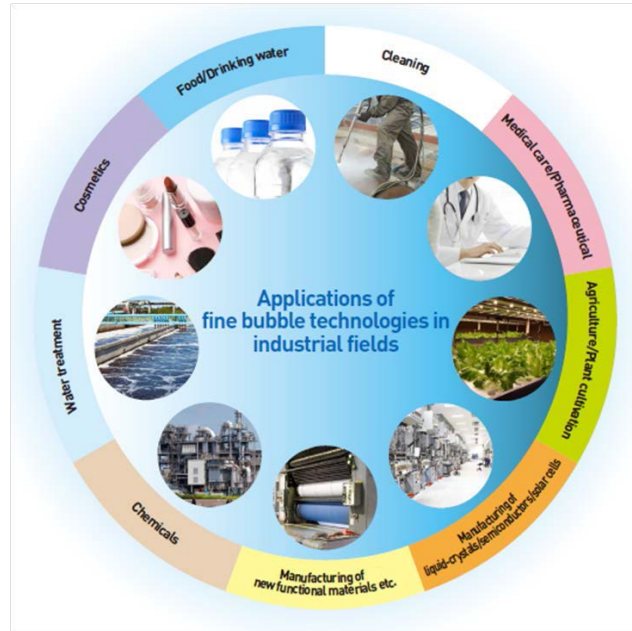 Applications of
fine bubble technologies in
industrial fields
Food/Drinking water
Cleaning
Medical care/Pharmaceutical
Agriculture/Plant cultivation
Manufacturing of
liquid-crystals/semiconductors/solar cells
Manufacturing of
new functional materials etc.
Chemicals
Water treatment
Cosmetics